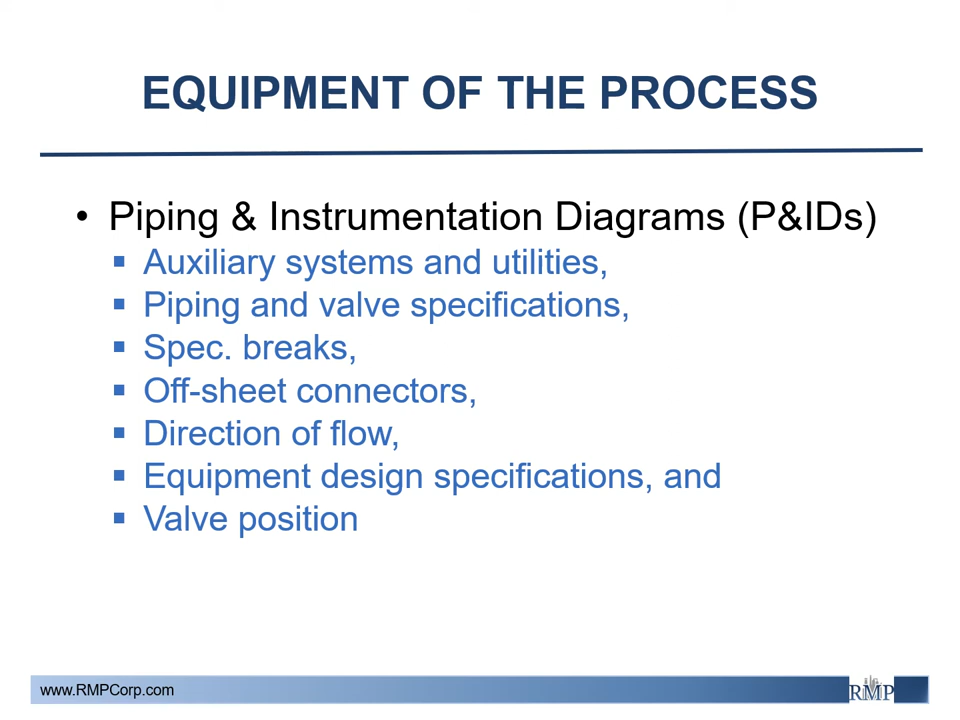 EQUIPMENT OF THE PROCESS
• Piping & Instrumentation Diagrams (P&IDs)
▪ Auxiliary systems and utilities,
▪ Piping and valve specifications,
▪ Spec. breaks,
▪ Off-sheet connectors,
▪ Direction of flow,
▪ Equipment design specifications, and
▪ Valve position
www.RMPCorp.com
RMP